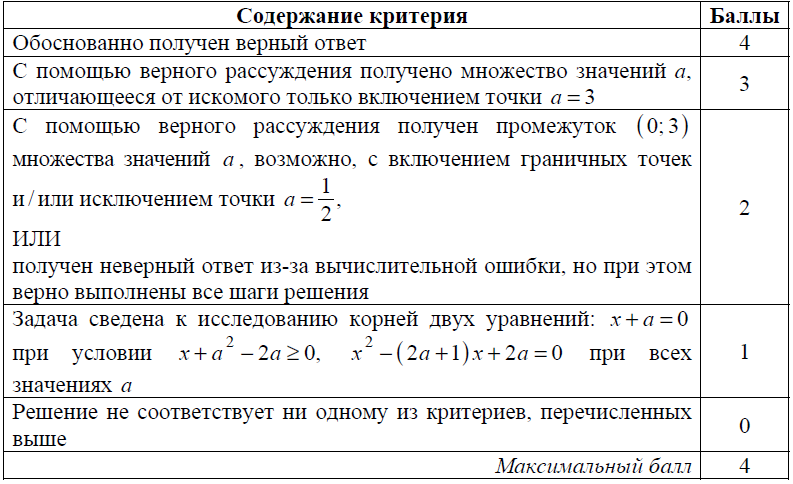 Содержание критерия Баллы
Обоснованно получен верный ответ 4
С помощью верного рассуждения получено множество значений a,
отличающееся от искомого только включением точки a = 3 3
С помощью верного рассуждения получен промежуток (0; 3)
множества значений a, возможно, с включением граничных точек
и / или исключением точки a = 1/2,
ИЛИ
получен неверный ответ из-за вычислительной ошибки, но при этом
верно выполнены все шаги решения 2
Задача сведена к исследованию корней двух уравнений: x + a = 0
при условии x + a² − 2a ≥ 0, x² − (2a + 1)x + 2a = 0 при всех
значениях a 1
Решение не соответствует ни одному из критериев, перечисленных
выше 0
Максимальный балл 4